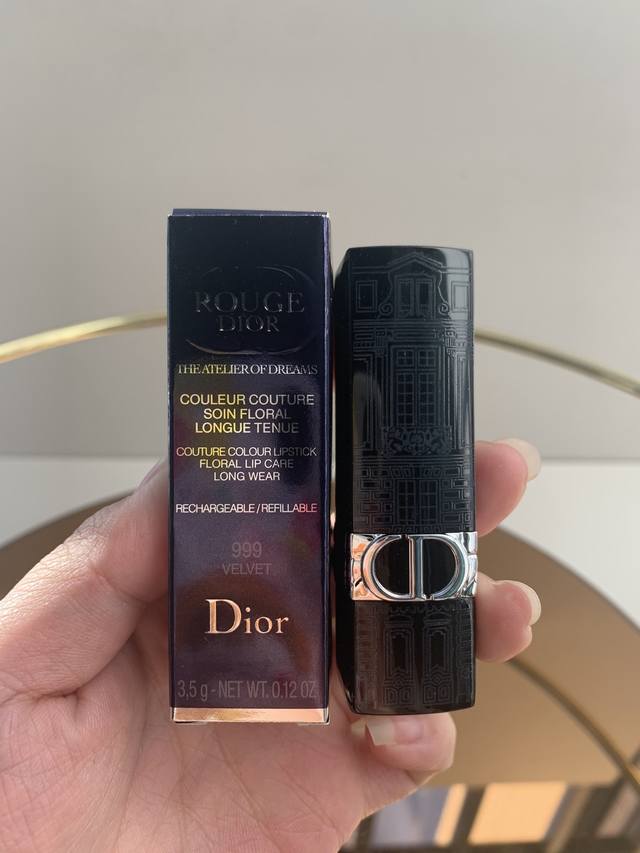 ROUGE
DIOR
THE ATELIER OF DREAMS
COULEUR COUTURE
SOIN FLORAL
LONGUE TENUE
COUTURE COLOUR LIPSTICK
FLORAL LIP CARE
LONG WEAR
RECHARGEABLE/REFILLABLE
999
VELVET
Dior
3,5 g - NET WT. 0.12 OZ
CD